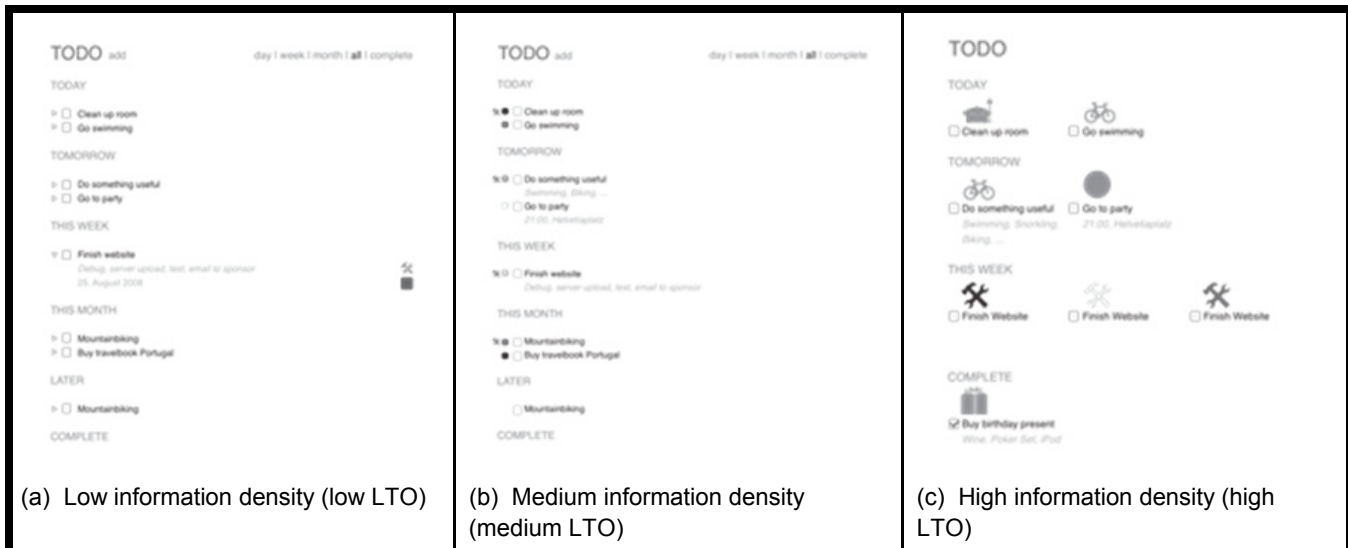 TODO add day | week | month | all | complete
TODAY
Clean up room
Go swimming
TOMORROW
Do something useful
Go to party
THIS WEEK
Finish website
Debug, server upload, test, email to sponsor
25. August 2008
THIS MONTH
Mountainbiking
Buy travelbook Portugal
LATER
Mountainbiking
COMPLETE
(a) Low information density (low LTO)
TODO add day | week | month | all | complete
TODAY
Clean up room
Go swimming
TOMORROW
Do something useful
Swimming, Biking, ...
Go to party
21:00, Helvetiaplatz
THIS WEEK
Finish website
Debug, server upload, test, email to sponsor
THIS MONTH
Mountainbiking
Buy travelbook Portugal
LATER
Mountainbiking
COMPLETE
(b) Medium information density
(medium LTO)
TODO
TODAY
Clean up room Go swimming
TOMORROW
Do something useful Go to party
Swimming, Snorkling, 21:00, Helvetiaplatz
Biking, ...
THIS WEEK
Finish Website Finish Website Finish Website
COMPLETE
Buy birthday present
Wine, Poker Set, iPod
(c) High information density (high
LTO)